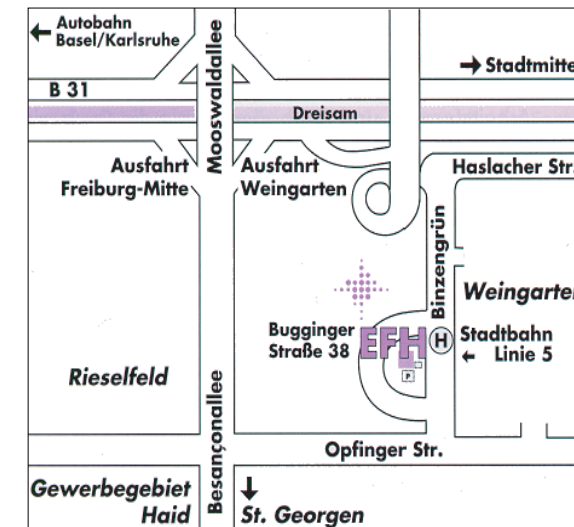 Autobahn
Basel/Karlsruhe
Mooswaldallee
Stadtmitte
B 31
Dreisam
Ausfahrt
Freiburg-Mitte
Ausfahrt
Weingarten
Haslacher Str.
Binzengrün
Weingarten
Bugginger
Straße 38
EFH
H
Stadtbahn
Linie 5
P
Rieselfeld
Besançonallee
Opfinger Str.
Gewerbegebiet
Haid
St. Georgen